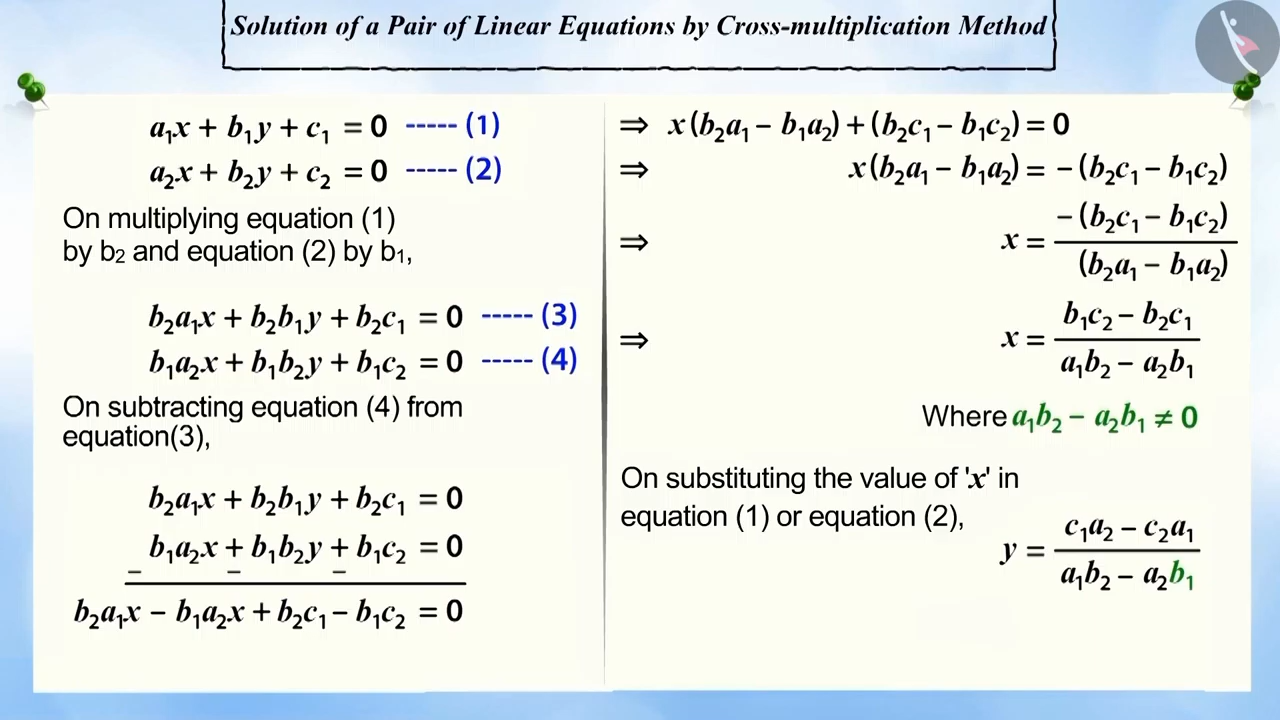 Solution of a Pair of Linear Equations by Cross-multiplication Method
a₁x + b₁y + c₁ = 0 ----- (1)
a₂x + b₂y + c₂ = 0 ----- (2)
On multiplying equation (1)
by b₂ and equation (2) by b₁,
b₂a₁x + b₂b₁y + b₂c₁ = 0 ----- (3)
b₁a₂x + b₁b₂y + b₁c₂ = 0 ----- (4)
On subtracting equation (4) from
equation(3),
b₂a₁x + b₂b₁y + b₂c₁ = 0
b₁a₂x + b₁b₂y + b₁c₂ = 0
− − −
b₂a₁x − b₁a₂x + b₂c₁ − b₁c₂ = 0
⇒ x(b₂a₁ − b₁a₂) + (b₂c₁ − b₁c₂) = 0
⇒ x(b₂a₁ − b₁a₂) = − (b₂c₁ − b₁c₂)
− (b₂c₁ − b₁c₂)
⇒ x =
(b₂a₁ − b₁a₂)
b₁c₂ − b₂c₁
⇒ x =
a₁b₂ − a₂b₁
Where a₁b₂ − a₂b₁ ≠ 0
On substituting the value of 'x' in
equation (1) or equation (2),
c₁a₂ − c₂a₁
y =
a₁b₂ − a₂b₁